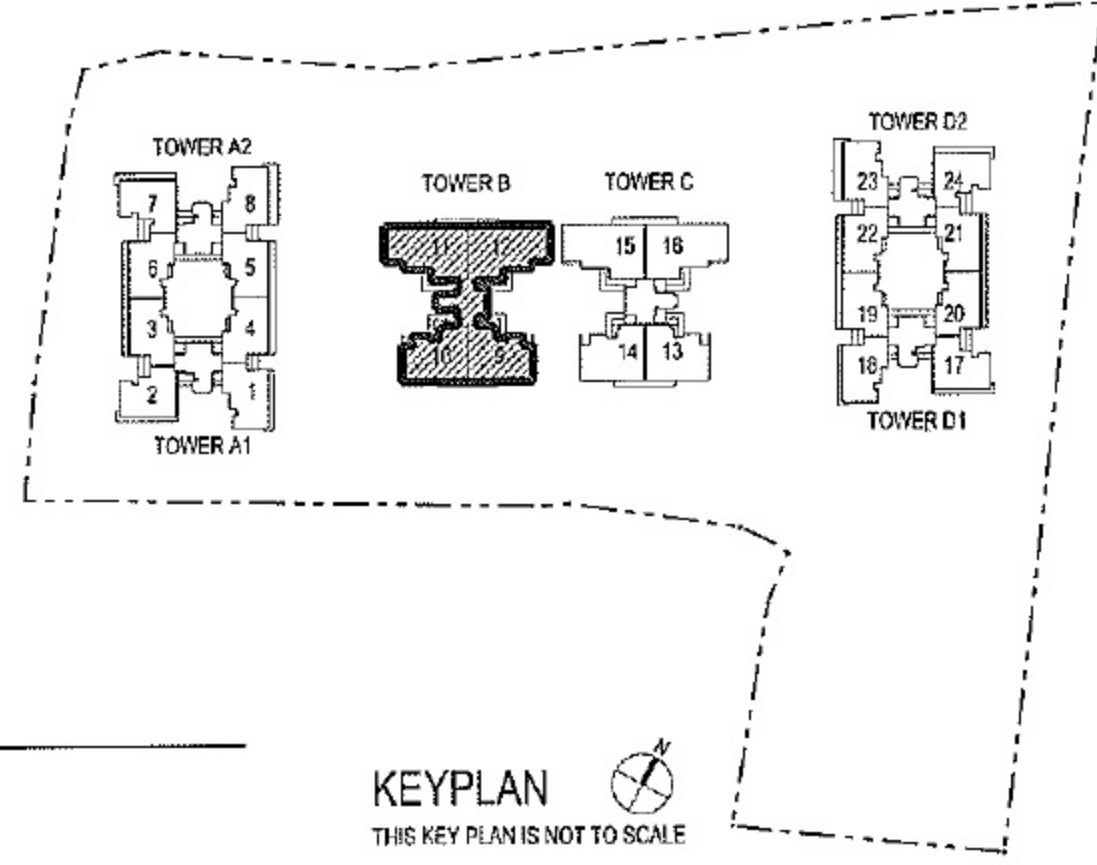 TOWER A2
7 8
6 5
3 4
2 1
TOWER A1
TOWER B
11 12
10 9
TOWER C
15 16
14 13
TOWER D2
23 24
22 21
19 20
18 17
TOWER D1
N
KEYPLAN
THIS KEY PLAN IS NOT TO SCALE